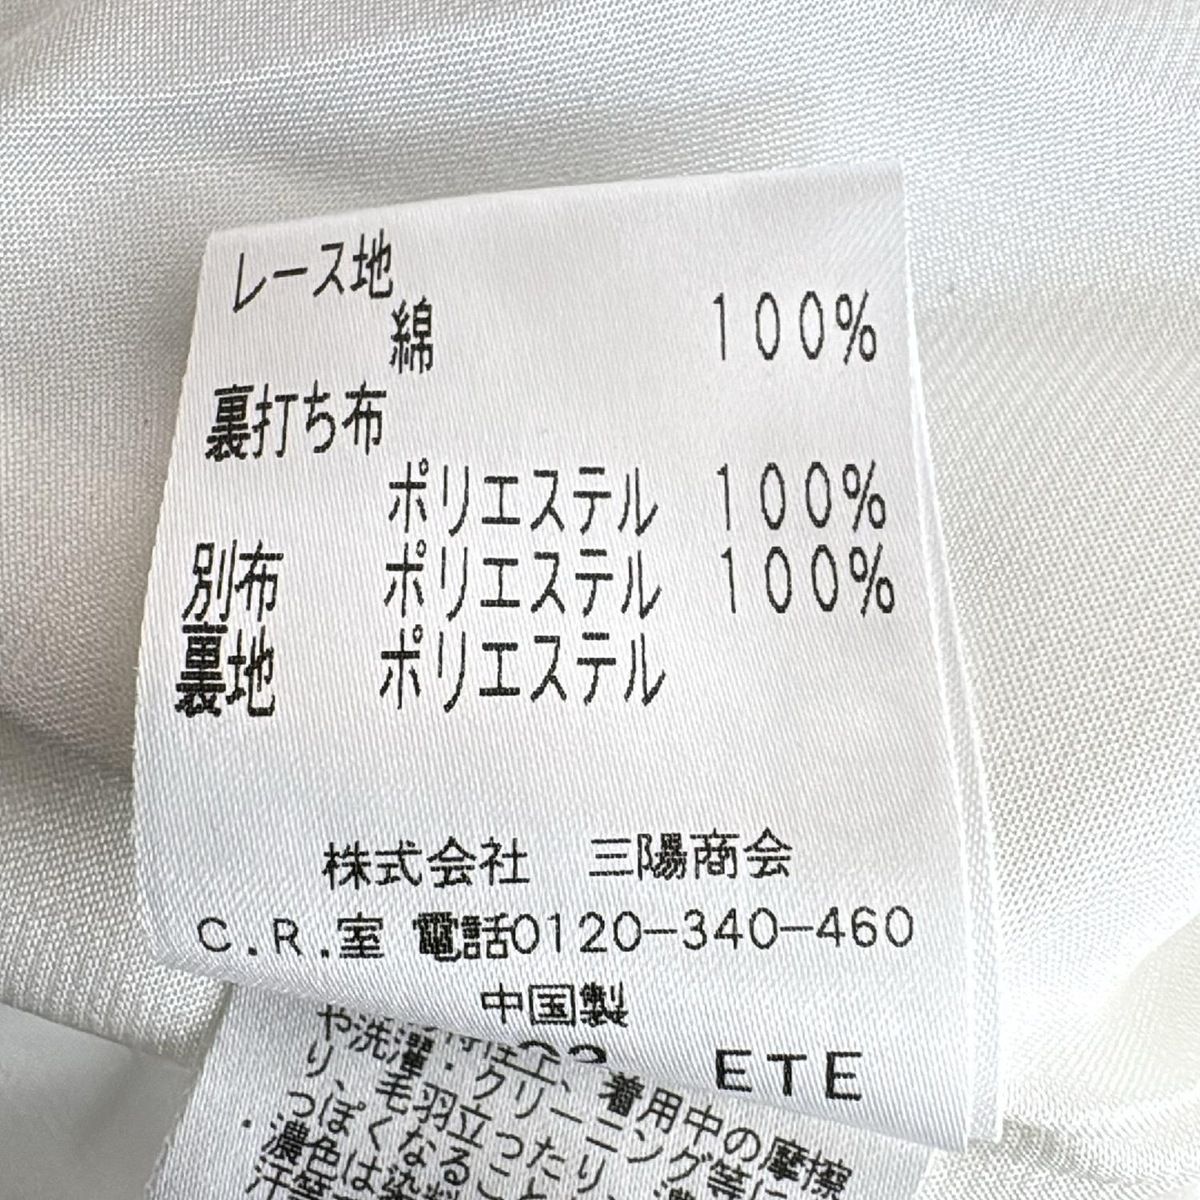 レース地
綿 100%
裏打ち布
ポリエステル 100%
別布 ポリエステル 100%
裏地 ポリエステル
株式会社 三陽商会
C.R.室 電話0120-340-460
中国製
ETE
着用中の摩擦
や洗濯・クリーニング等に
り、毛羽立ったり、
っぽくなること
・濃色は染料